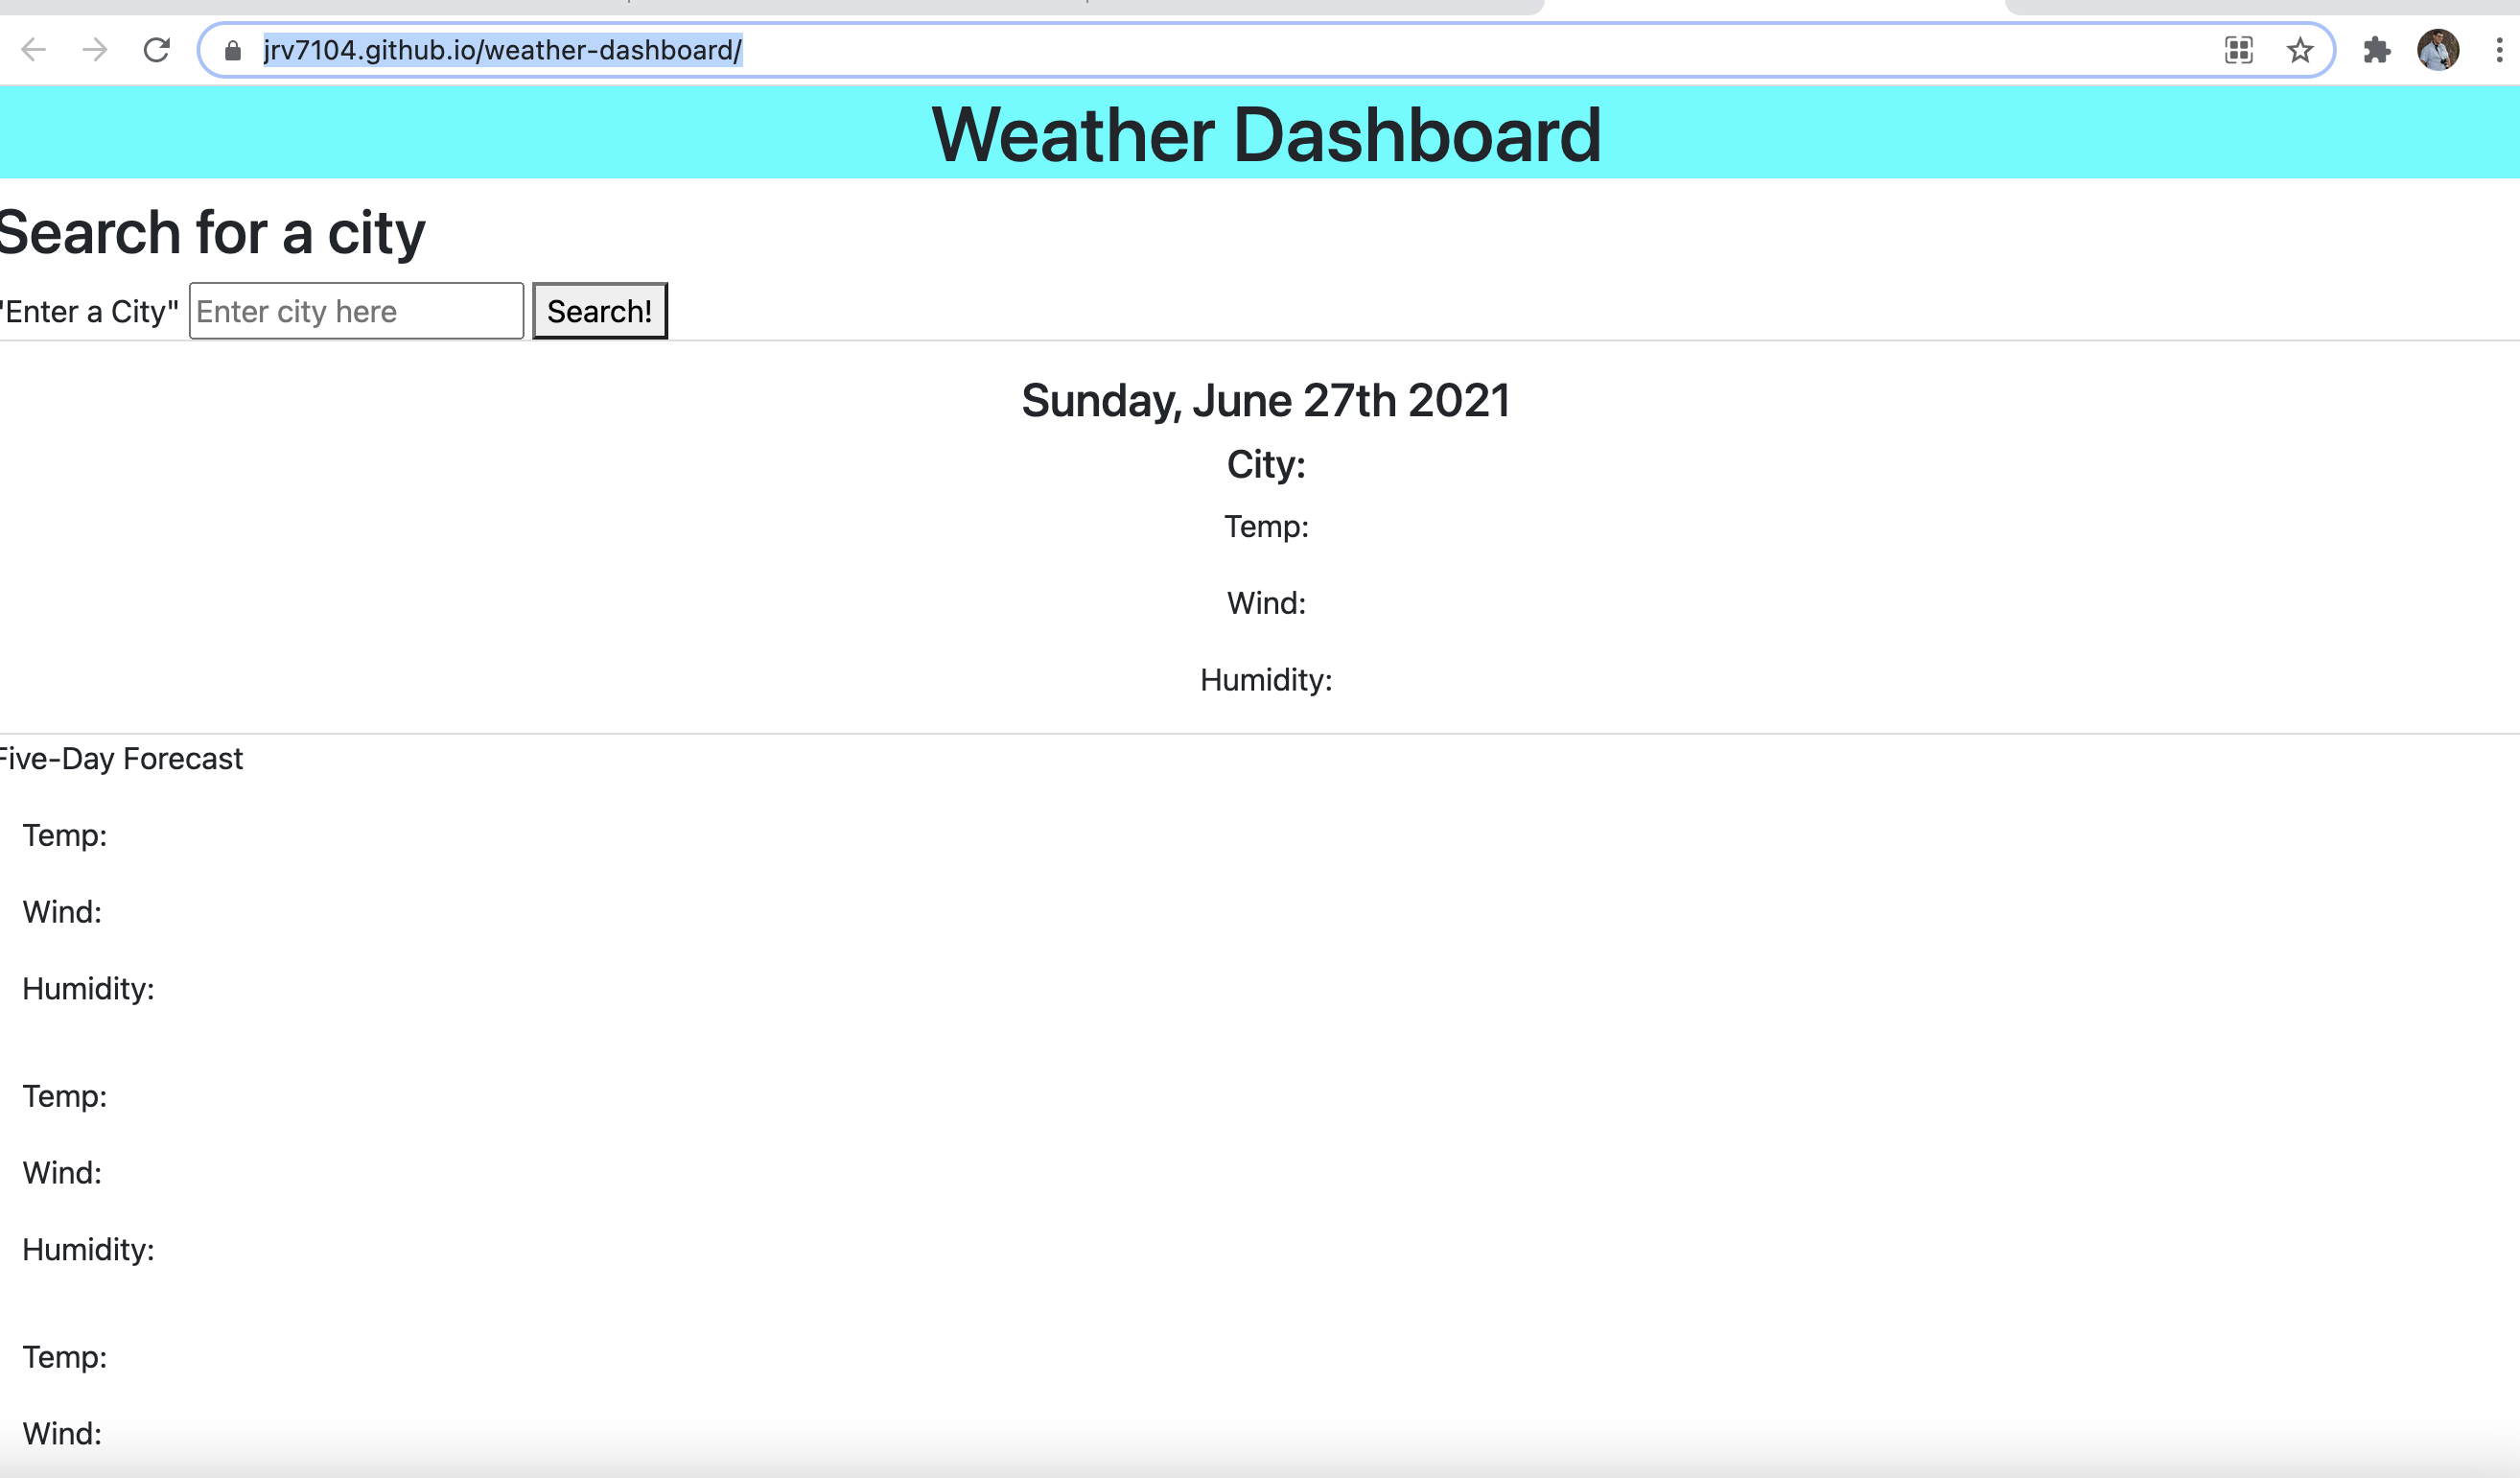 jrv7104.github.io/weather-dashboard/
Weather Dashboard
Search for a city
"Enter a City" Enter city here Search!
Sunday, June 27th 2021
City:
Temp:
Wind:
Humidity:
Five-Day Forecast
Temp:
Wind:
Humidity:
Temp:
Wind:
Humidity:
Temp:
Wind: